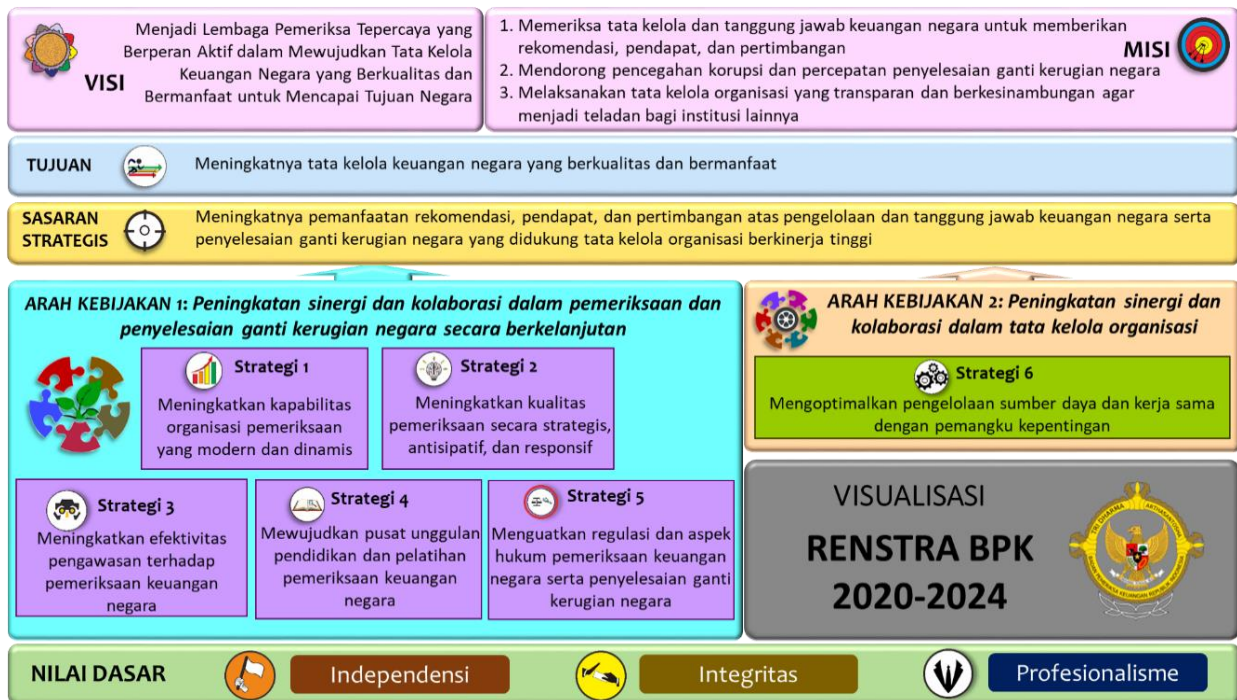 Menjadi Lembaga Pemeriksa Tepercaya yang
Berperan Aktif dalam Mewujudkan Tata Kelola
Keuangan Negara yang Berkualitas dan
Bermanfaat untuk Mencapai Tujuan Negara
VISI
1. Memeriksa tata kelola dan tanggung jawab keuangan negara untuk memberikan
rekomendasi, pendapat, dan pertimbangan
2. Mendorong pencegahan korupsi dan percepatan penyelesaian ganti kerugian negara
3. Melaksanakan tata kelola organisasi yang transparan dan berkesinambungan agar
menjadi teladan bagi institusi lainnya
MISI
TUJUAN
Meningkatnya tata kelola keuangan negara yang berkualitas dan bermanfaat
SASARAN
STRATEGIS
Meningkatnya pemanfaatan rekomendasi, pendapat, dan pertimbangan atas pengelolaan dan tanggung jawab keuangan negara serta
penyelesaian ganti kerugian negara yang didukung tata kelola organisasi berkinerja tinggi
ARAH KEBIJAKAN 1: Peningkatan sinergi dan kolaborasi dalam pemeriksaan dan
penyelesaian ganti kerugian negara secara berkelanjutan
Strategi 1
Meningkatkan kapabilitas
organisasi pemeriksaan
yang modern dan dinamis
Strategi 2
Meningkatkan kualitas
pemeriksaan secara strategis,
antisipatif, dan responsif
Strategi 3
Meningkatkan efektivitas
pengawasan terhadap
pemeriksaan keuangan
negara
Strategi 4
Mewujudkan pusat unggulan
pendidikan dan pelatihan
pemeriksaan keuangan
negara
Strategi 5
Menguatkan regulasi dan aspek
hukum pemeriksaan keuangan
negara serta penyelesaian ganti
kerugian negara
ARAH KEBIJAKAN 2: Peningkatan sinergi dan
kolaborasi dalam tata kelola organisasi
Strategi 6
Mengoptimalkan pengelolaan sumber daya dan kerja sama
dengan pemangku kepentingan
VISUALISASI
RENSTRA BPK
2020-2024
TRI DHARMA ARTHASANTOSHA
BADAN PEMERIKSA KEUANGAN REPUBLIK INDONESIA
NILAI DASAR
Independensi
Integritas
Profesionalisme